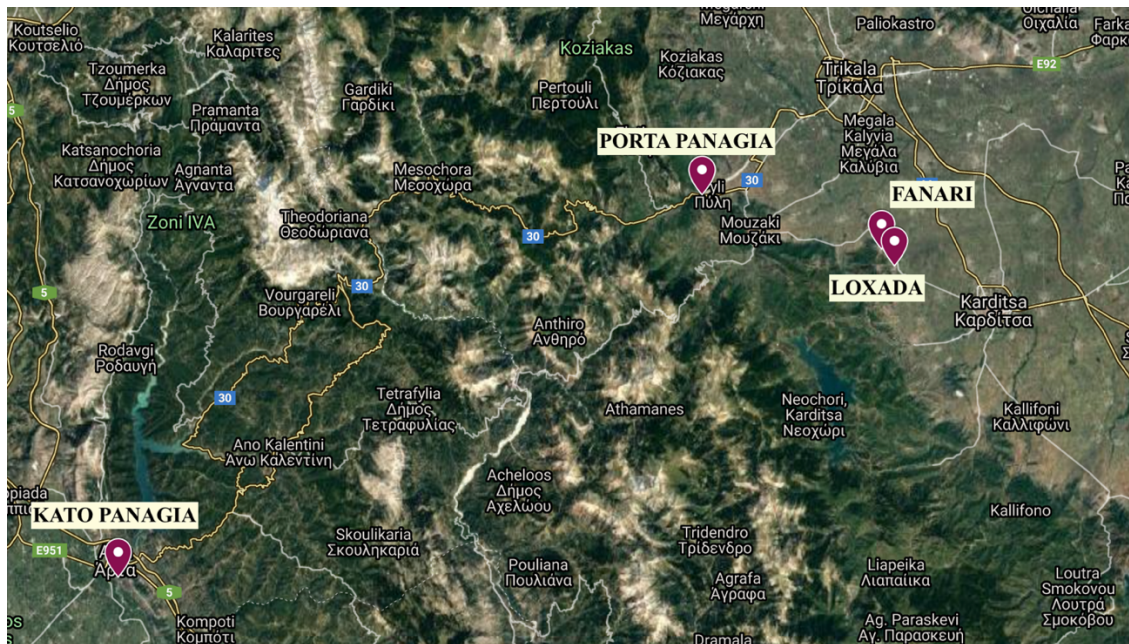 Koutselio
Κουτσελιό
Kalarites
Καλαρίτες
Μεγάρχη
Paliokastro
Οιχαλία
Koziakas
Koziakas
Κόζιακας
Tzoumerka
Δήμος
Τζουμέρκων
Gardiki
Γαρδίκι
Pertouli
Περτούλι
Trikala
Τρίκαλα
E92
5
Pramanta
Πράμαντα
Megala
Kalyvia
Μεγάλα
Καλύβια
PORTA PANAGIA
Katsanochoria
Δήμος
Κατσανοχωρίων
Agnanta
Άγναντα
Mesochora
Μεσοχώρα
Πύλη
30
FANARI
Zoni IVA
Theodoriana
Θεοδωριανα
30
Mouzaki
Μουζάκι
LOXADA
5
30
Vourgareli
Βουργαρέλι
Karditsa
Καρδίτσα
Anthiro
Ανθηρό
Rodavgi
Ροδαυγή
30
Tetrafylia
Δήμος
Τετραφυλίας
Athamanes
Neochori,
Karditsa
Νεοχώρι
Kallifoni
Καλλιφώνι
Ano Kalentini
Άνω Καλεντίνη
Acheloos
Δήμος
Αχελώου
KATO PANAGIA
Kallifono
Skoulikaria
Σκουληκαριά
Tridendro
Τρίδενδρο
E951
Άρτα
5
Pouliana
Πουλιάνα
Agrafa
Άγραφα
Liapeika
Λιαπαίικα
Loutra
Smokovou
Λουτρά
Σμοκόβου
Kompoti
Κομπότι
Ag. Paraskevi
Αγ. Παρασκευή
Dramala